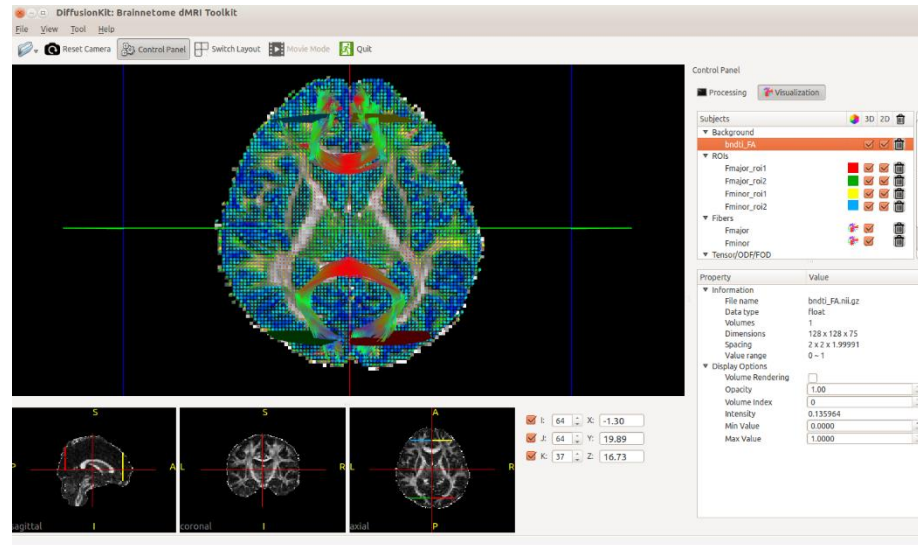 DiffusionKit: Brainnetome dMRI Toolkit
File View Tool Help
Reset Camera Control Panel Switch Layout Movie Mode Quit
Control Panel
Processing Visualization
Subjects 3D 2D
Background
bndti_FA
ROIs
Fmajor_roi1
Fmajor_roi2
Fminor_roi1
Fminor_roi2
Fibers
Fmajor
Fminor
Tensor/ODF/FOD
Property Value
Information
File name bndti_FA.nii.gz
Data type float
Volumes 1
Dimensions 128 x 128 x 75
Spacing 2 x 2 x 1.99991
Value range 0 ~ 1
Display Options
Volume Rendering
Opacity 1.00
Volume Index 0
Intensity 0.135964
Min Value 0.0000
Max Value 1.0000
S
P A
I
sagittal
S
L R
I
coronal
A
L R
P
axial
I: 64 X: -1.30
J: 64 Y: 19.89
K: 37 Z: 16.73